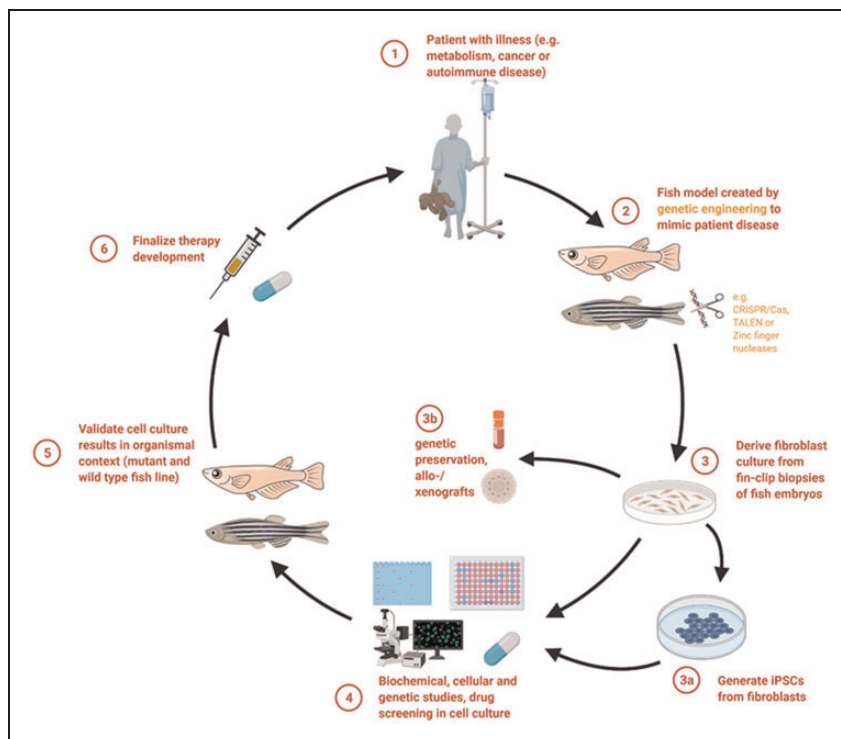 1
Patient with illness (e.g.
metabolism, cancer or
autoimmune disease)
2
Fish model created by
genetic engineering to
mimic patient disease
e.g.
CRISPR/Cas,
TALEN or
Zinc finger
nucleases
3
Derive fibroblast
culture from
fin-clip biopsies
of fish embryos
3a
Generate iPSCs
from fibroblasts
3b
genetic
preservation,
allo-/
xenografts
4
Biochemical, cellular and
genetic studies, drug
screening in cell culture
5
Validate cell culture
results in organismal
context (mutant and
wild type fish line)
6
Finalize therapy
development